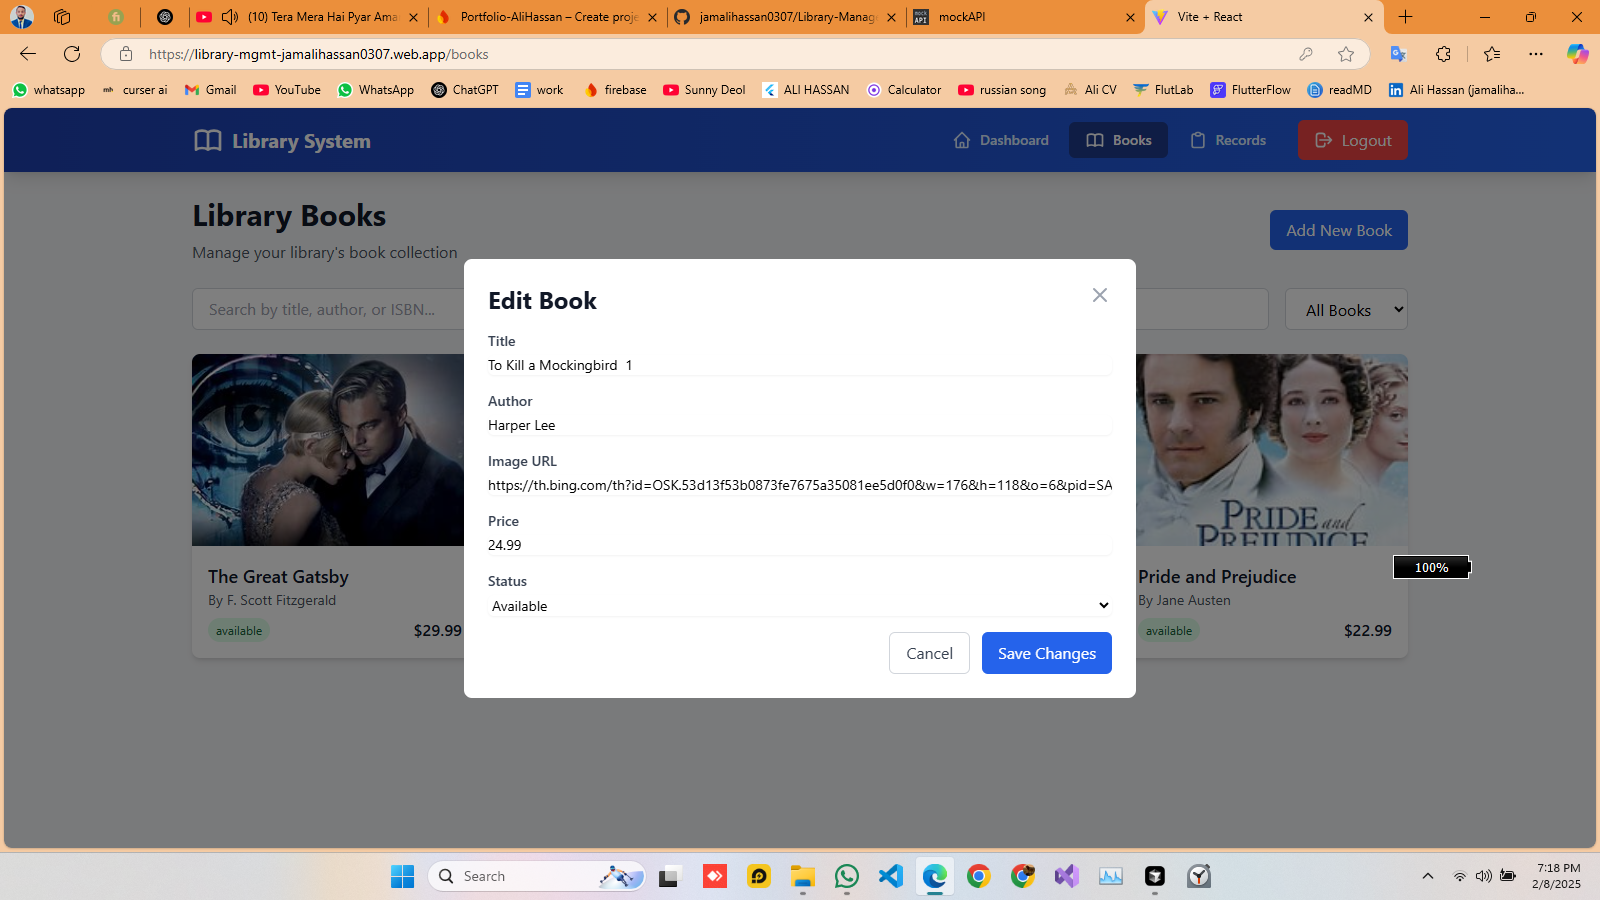 (10) Tera Mera Hai Pyar Ama
Portfolio-AliHassan – Create proje
jamalihassan0307/Library-Manag
mockAPI
Vite + React
https://library-mgmt-jamalihassan0307.web.app/books
whatsapp
mh
curser ai
Gmail
YouTube
WhatsApp
ChatGPT
work
firebase
Sunny Deol
ALI HASSAN
Calculator
russian song
Ali CV
FlutLab
FlutterFlow
readMD
Ali Hassan (jamaliha...
Library System
Dashboard
Books
Records
Logout
Library Books
Manage your library's book collection
Add New Book
Search by title, author, or ISBN...
All Books
Edit Book
Title
To Kill a Mockingbird  1
Author
Harper Lee
Image URL
https://th.bing.com/th?id=OSK.53d13f53b0873fe7675a35081ee5d0f0&w=176&h=118&o=6&pid=SA
Price
24.99
Status
Available
Cancel
Save Changes
The Great Gatsby
By F. Scott Fitzgerald
available
$29.99
PRIDE and
PREJUDICE
Pride and Prejudice
By Jane Austen
available
$22.99
100%
Search
7:18 PM
2/8/2025